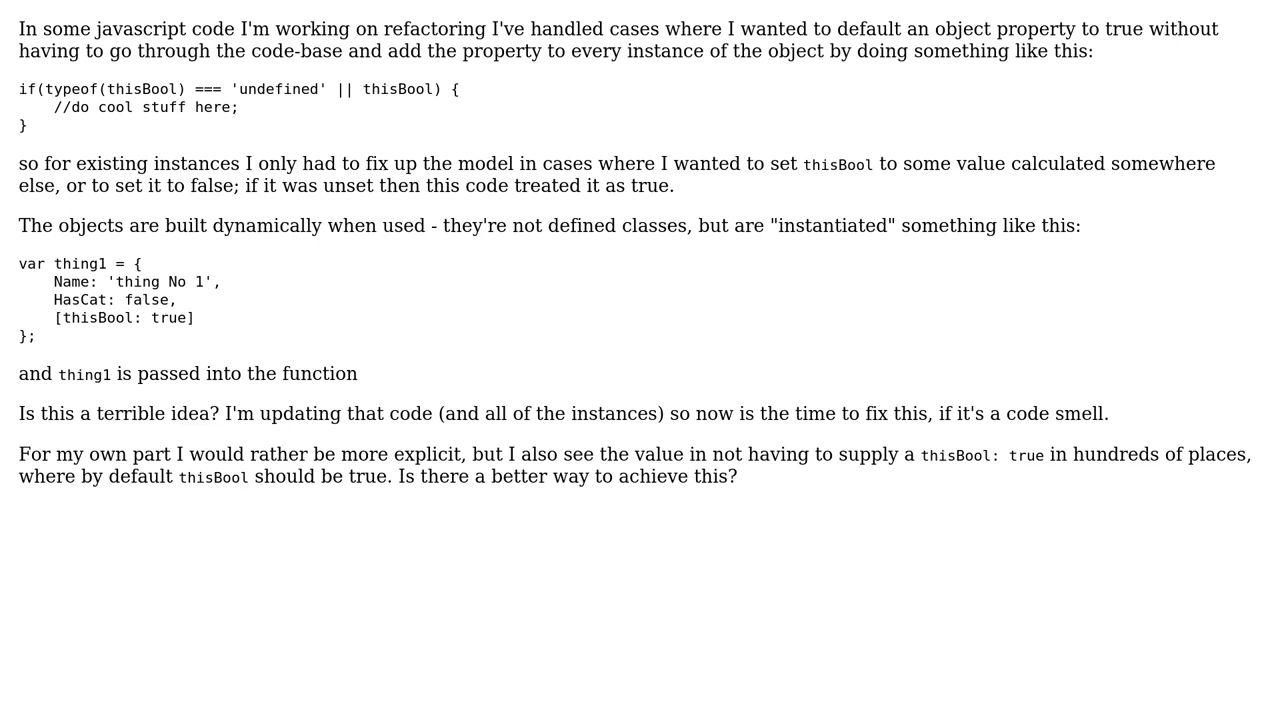 In some javascript code I'm working on refactoring I've handled cases where I wanted to default an object property to true without
having to go through the code-base and add the property to every instance of the object by doing something like this:
if(typeof(thisBool) === 'undefined' || thisBool) {
    //do cool stuff here;
}
so for existing instances I only had to fix up the model in cases where I wanted to set thisBool to some value calculated somewhere
else, or to set it to false; if it was unset then this code treated it as true.
The objects are built dynamically when used - they're not defined classes, but are "instantiated" something like this:
var thing1 = {
    Name: 'thing No 1',
    HasCat: false,
    [thisBool: true]
};
and thing1 is passed into the function
Is this a terrible idea? I'm updating that code (and all of the instances) so now is the time to fix this, if it's a code smell.
For my own part I would rather be more explicit, but I also see the value in not having to supply a thisBool: true in hundreds of places,
where by default thisBool should be true. Is there a better way to achieve this?